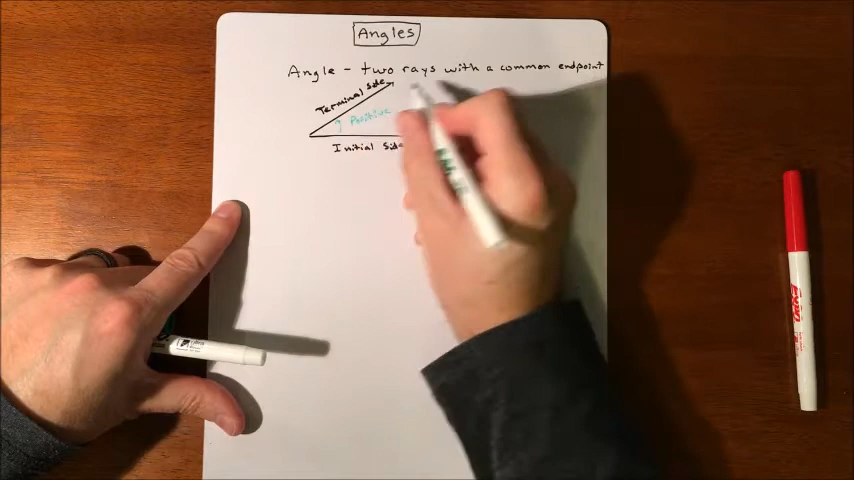 Angles
Angle - two rays with a common endpoint
Terminal side
Positive
Initial Side
EXPO